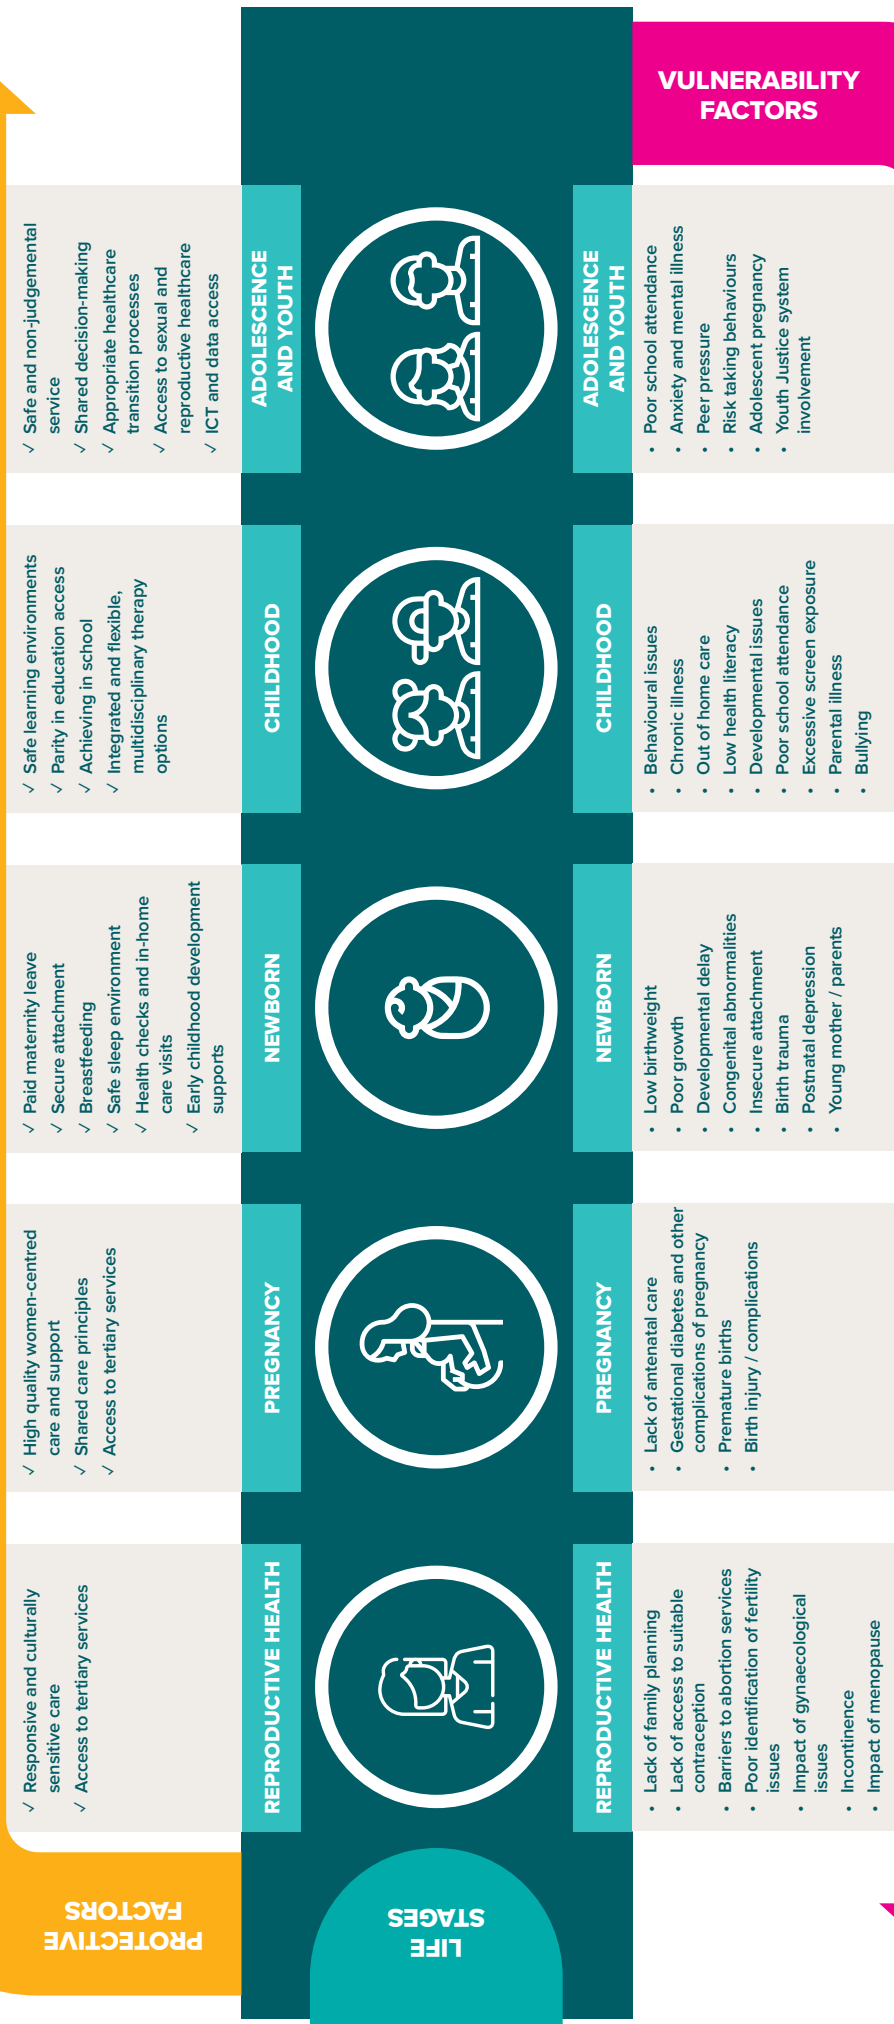 PROTECTIVE
FACTORS
Responsive and culturally
sensitive care
Access to tertiary services
High quality women-centred
care and support
Shared care principles
Access to tertiary services
Paid maternity leave
Secure attachment
Breastfeeding
Safe sleep environment
Health checks and in-home
care visits
Early childhood development
supports
Safe learning environments
Parity in education access
Achieving in school
Integrated and flexible,
multidisciplinary therapy
options
Safe and non-judgemental
service
Shared decision-making
Appropriate healthcare
transition processes
Access to sexual and
reproductive healthcare
ICT and data access
LIFE
STAGES
REPRODUCTIVE HEALTH
PREGNANCY
NEWBORN
CHILDHOOD
ADOLESCENCE
AND YOUTH
REPRODUCTIVE HEALTH
PREGNANCY
NEWBORN
CHILDHOOD
ADOLESCENCE
AND YOUTH
Lack of family planning
Lack of access to suitable
contraception
Barriers to abortion services
Poor identification of fertility
issues
Impact of gynaecological
issues
Incontinence
Impact of menopause
Lack of antenatal care
Gestational diabetes and other
complications of pregnancy
Premature births
Birth injury / complications
Low birthweight
Poor growth
Developmental delay
Congenital abnormalities
Insecure attachment
Birth trauma
Postnatal depression
Young mother / parents
Behavioural issues
Chronic illness
Out of home care
Low health literacy
Developmental issues
Poor school attendance
Excessive screen exposure
Parental illness
Bullying
Poor school attendance
Anxiety and mental illness
Peer pressure
Risk taking behaviours
Adolescent pregnancy
Youth Justice system
involvement
VULNERABILITY
FACTORS